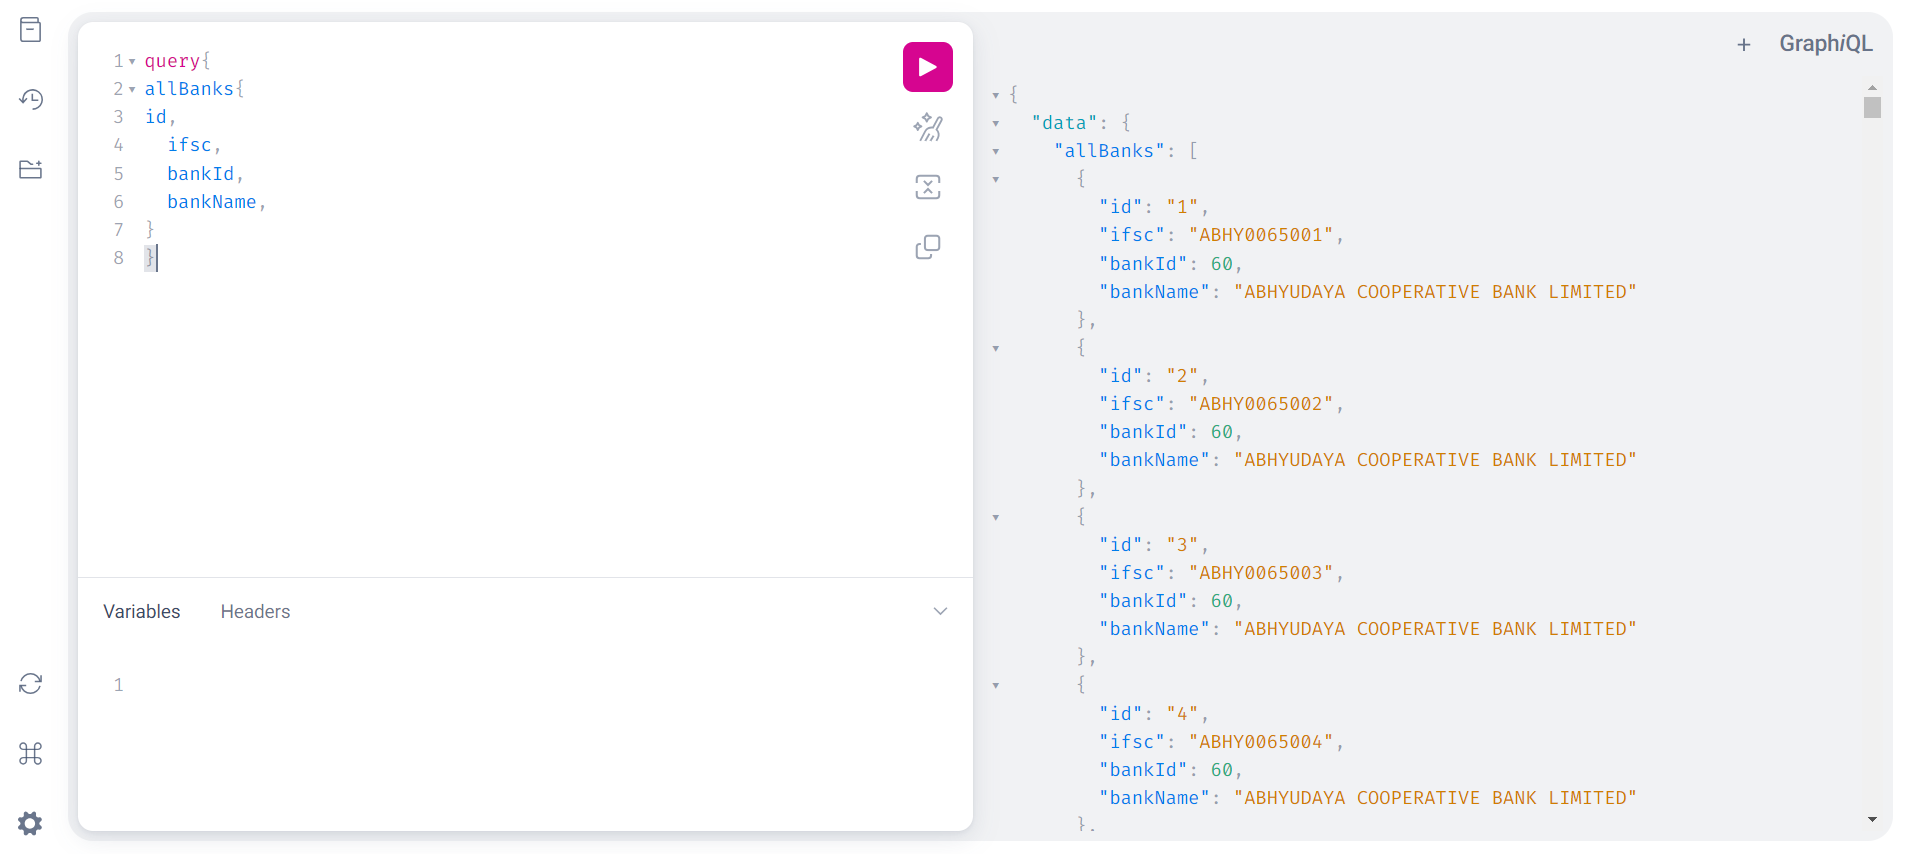 1 query{
2 allBanks{
3 id,
4 ifsc,
5 bankId,
6 bankName,
7 }
8 }
Variables Headers
1
+ GraphiQL
{
"data": {
"allBanks": [
{
"id": "1",
"ifsc": "ABHY0065001",
"bankId": 60,
"bankName": "ABHYUDAYA COOPERATIVE BANK LIMITED"
},
{
"id": "2",
"ifsc": "ABHY0065002",
"bankId": 60,
"bankName": "ABHYUDAYA COOPERATIVE BANK LIMITED"
},
{
"id": "3",
"ifsc": "ABHY0065003",
"bankId": 60,
"bankName": "ABHYUDAYA COOPERATIVE BANK LIMITED"
},
{
"id": "4",
"ifsc": "ABHY0065004",
"bankId": 60,
"bankName": "ABHYUDAYA COOPERATIVE BANK LIMITED"
},